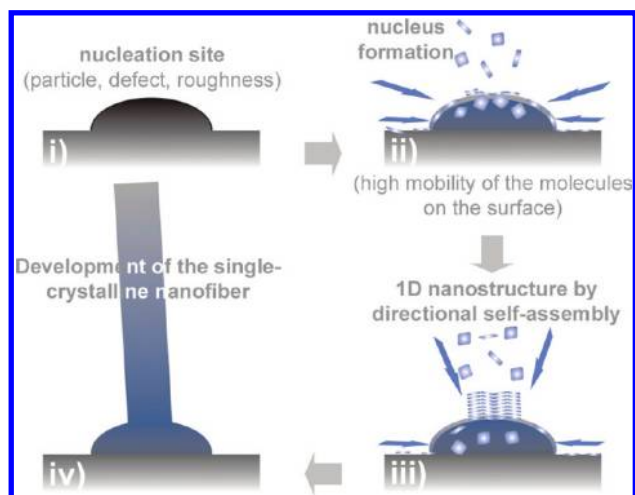 nucleation site
(particle, defect, roughness)
i)
nucleus
formation
ii)
(high mobility of the molecules
on the surface)
Development of the single-
crystalline nanofiber
iv)
1D nanostructure by
directional self-assembly
iii)